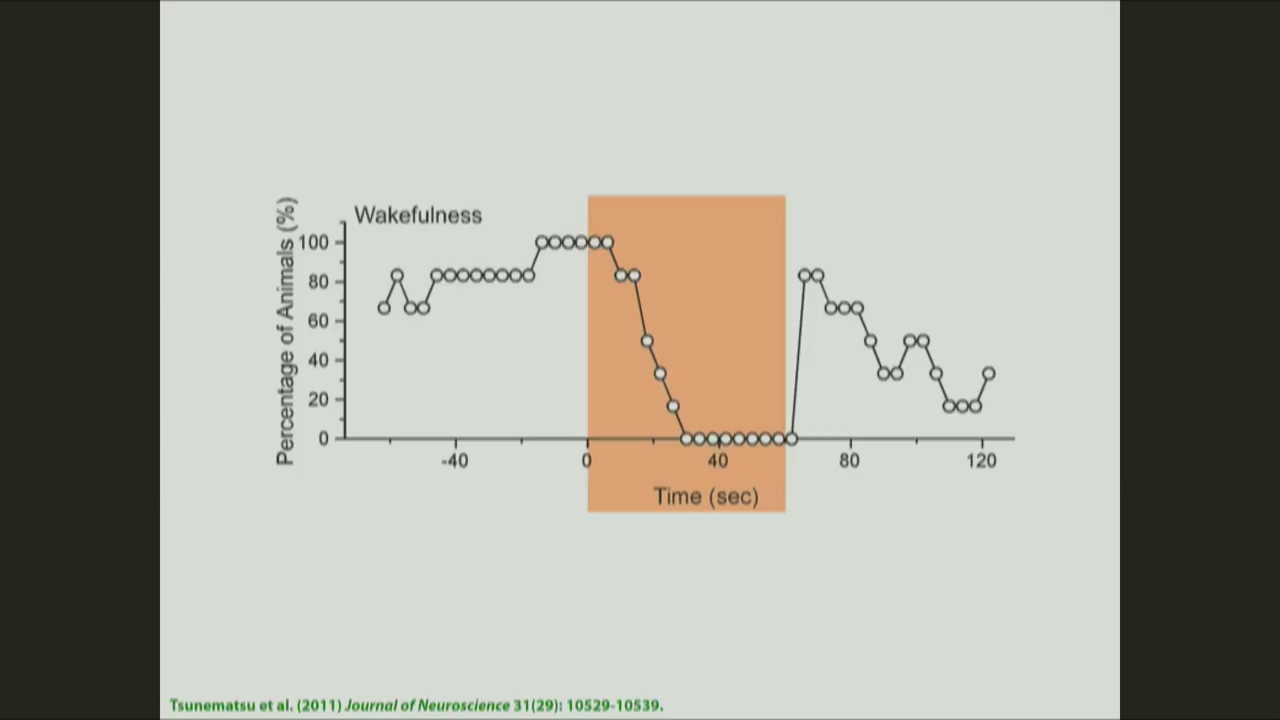 Wakefulness
Percentage of Animals (%)
100
80
60
40
20
0
-40 0 40 80 120
Time (sec)
Tsunematsu et al. (2011) Journal of Neuroscience 31(29): 10529-10539.